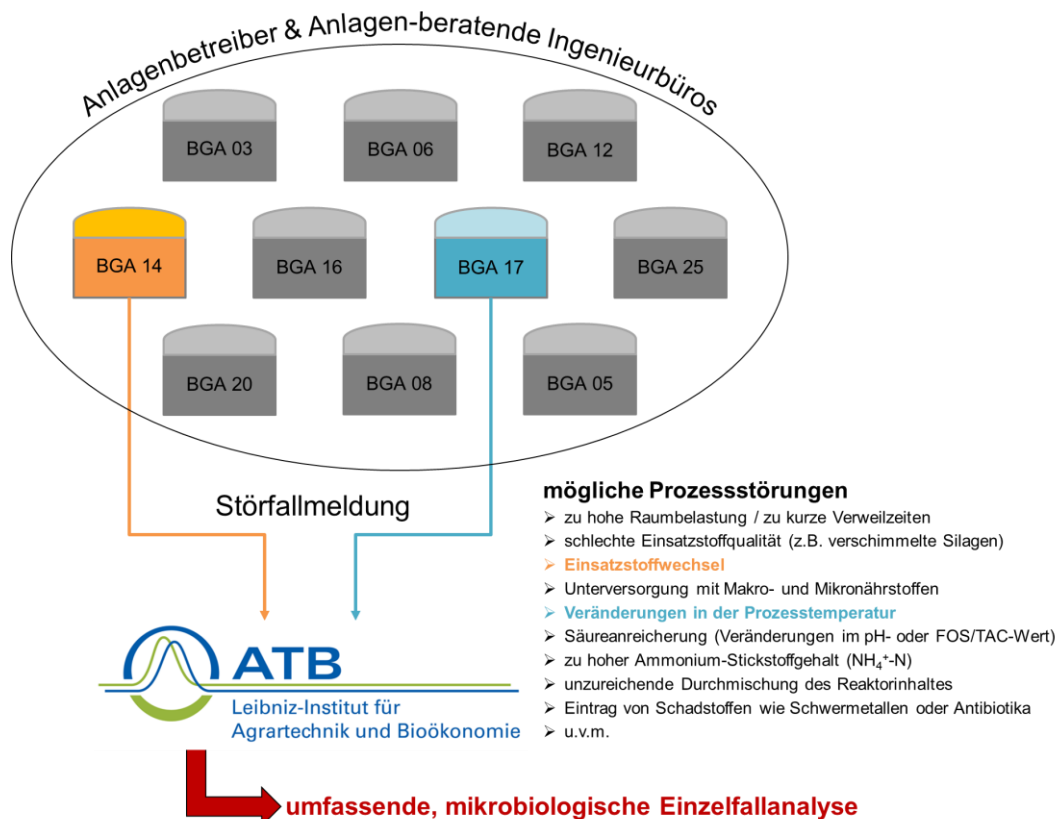 Anlagenbetreiber & Anlagen-beratende Ingenieurbüros
BGA 03
BGA 06
BGA 12
BGA 14
BGA 16
BGA 17
BGA 25
BGA 20
BGA 08
BGA 05
Störfallmeldung
mögliche Prozessstörungen
➢ zu hohe Raumbelastung / zu kurze Verweilzeiten
➢ schlechte Einsatzstoffqualität (z.B. verschimmelte Silagen)
➢ Einsatzstoffwechsel
➢ Unterversorgung mit Makro- und Mikronährstoffen
➢ Veränderungen in der Prozesstemperatur
➢ Säureanreicherung (Veränderungen im pH- oder FOS/TAC-Wert)
➢ zu hoher Ammonium-Stickstoffgehalt (NH₄⁺-N)
➢ unzureichende Durchmischung des Reaktorinhaltes
➢ Eintrag von Schadstoffen wie Schwermetallen oder Antibiotika
➢ u.v.m.
ATB
Leibniz-Institut für
Agrartechnik und Bioökonomie
umfassende, mikrobiologische Einzelfallanalyse